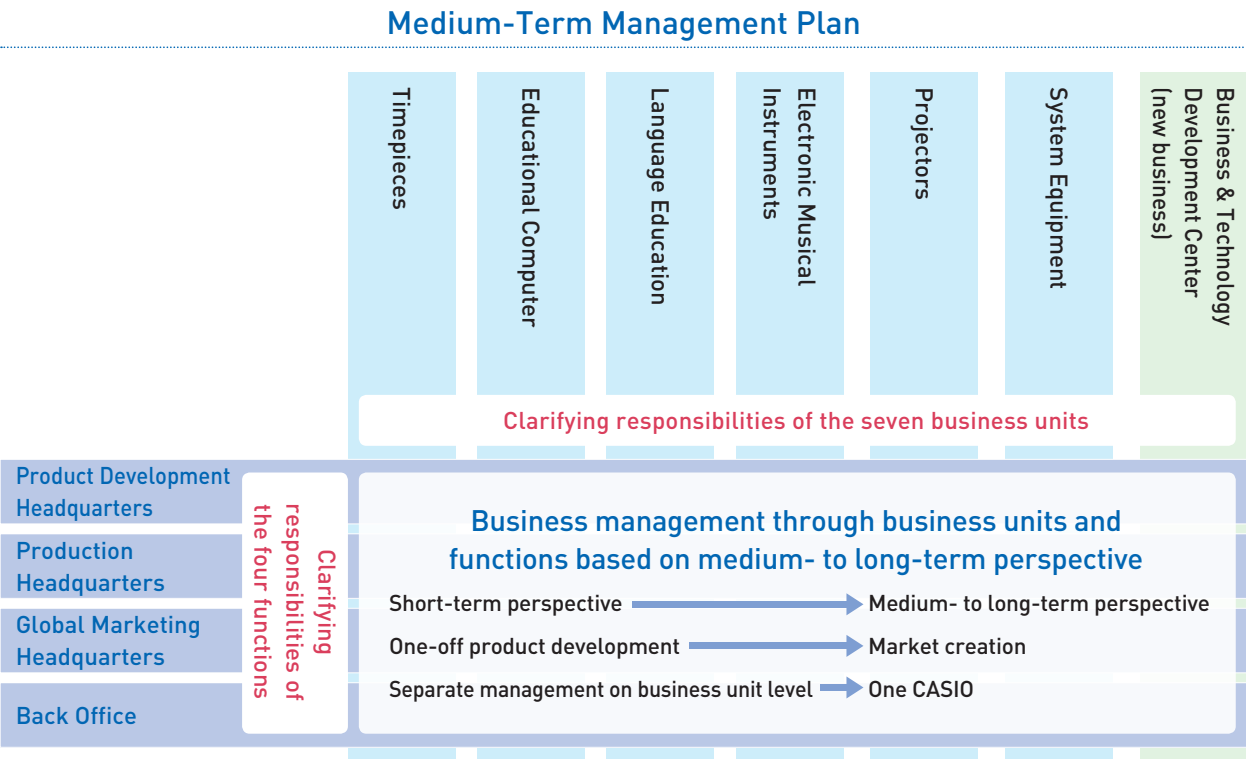 Medium-Term Management Plan
Timepieces
Educational Computer
Language Education
Electronic Musical
Instruments
Projectors
System Equipment
Business & Technology
Development Center
(new business)
Clarifying responsibilities of the seven business units
Product Development
Headquarters
Production
Headquarters
Global Marketing
Headquarters
Back Office
Clarifying
responsibilities of
the four functions
Business management through business units and
functions based on medium- to long-term perspective
Short-term perspective Medium- to long-term perspective
One-off product development Market creation
Separate management on business unit level One CASIO